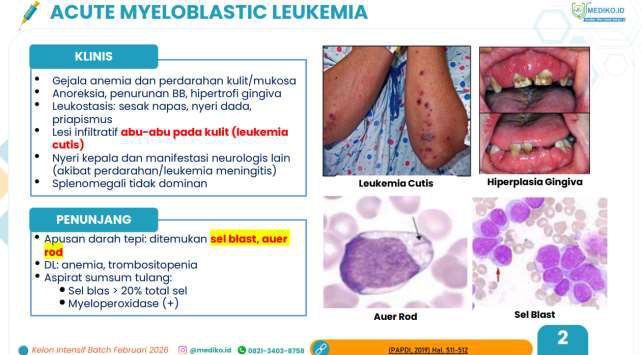 ACUTE MYELOBLASTIC LEUKEMIA
MEDIKO.ID
KLINIS
• Gejala anemia dan perdarahan kulit/mukosa
• Anoreksia, penurunan BB, hipertrofi gingiva
• Leukostasis: sesak napas, nyeri dada,
priapismus
• Lesi infiltratif abu-abu pada kulit (leukemia
cutis)
• Nyeri kepala dan manifestasi neurologis lain
(akibat perdarahan/leukemia meningitis)
• Splenomegali tidak dominan
Leukemia Cutis
Hiperplasia Gingiva
PENUNJANG
• Apusan darah tepi: ditemukan sel blast, auer
rod
• DL: anemia, trombositopenia
• Aspirat sumsum tulang:
• Sel blas > 20% total sel
• Myeloperoxidase (+)
Auer Rod
Sel Blast
2
Kelon Intensif Batch Februari 2026
@mediko.id
0821-3403-8758
(PAPDI, 2019) Hal. 511-512